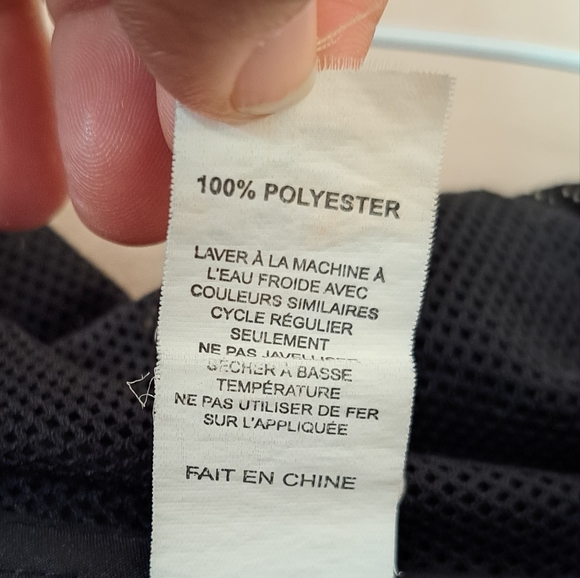 100% POLYESTER
LAVER À LA MACHINE À
L'EAU FROIDE AVEC
COULEURS SIMILAIRES
CYCLE RÉGULIER
SEULEMENT
NE PAS JAVELLISER
SÉCHER À BASSE
TEMPÉRATURE
NE PAS UTILISER DE FER
SUR L'APPLIQUÉE
FAIT EN CHINE